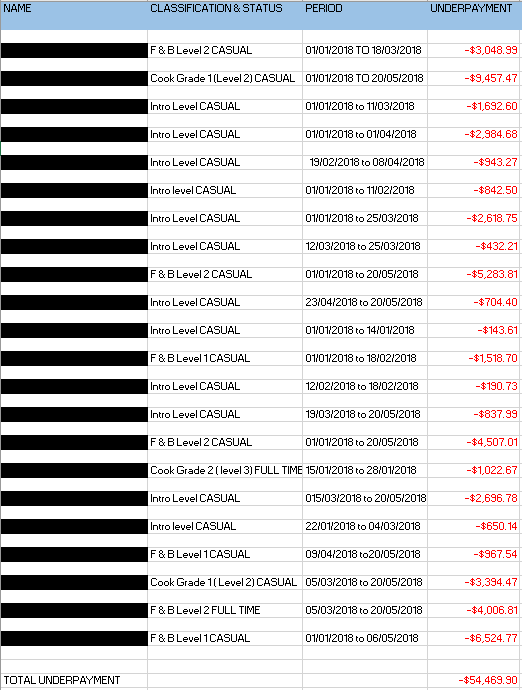 NAME CLASSIFICATION & STATUS PERIOD UNDERPAYMENT
F & B Level 2 CASUAL 01/01/2018 TO 18/03/2018 -$3,048.99
Cook Grade 1 (Level 2) CASUAL 01/01/2018 TO 20/05/2018 -$9,457.47
Intro Level CASUAL 01/01/2018 to 11/03/2018 -$1,692.60
Intro Level CASUAL 01/01/2018 to 01/04/2018 -$2,984.68
Intro Level CASUAL 19/02/2018 to 08/04/2018 -$943.27
Intro level CASUAL 01/01/2018 to 11/02/2018 -$842.50
Intro Level CASUAL 01/01/2018 to 25/03/2018 -$2,618.75
Intro Level CASUAL 12/03/2018 to 25/03/2018 -$432.21
F & B Level 2 CASUAL 01/01/2018 to 20/05/2018 -$5,283.81
Intro Level CASUAL 23/04/2018 to 20/05/2018 -$704.40
Intro Level CASUAL 01/01/2018 to 14/01/2018 -$143.61
F & B Level 1 CASUAL 01/01/2018 to 18/02/2018 -$1,518.70
Intro Level CASUAL 12/02/2018 to 18/02/2018 -$190.73
Intro Level CASUAL 19/03/2018 to 20/05/2018 -$837.99
F & B Level 2 CASUAL 01/01/2018 to 20/05/2018 -$4,507.01
Cook Grade 2 ( level 3) FULL TIME 15/01/2018 to 28/01/2018 -$1,022.67
Intro Level CASUAL 015/03/2018 to 20/05/2018 -$2,696.78
Intro level CASUAL 22/01/2018 to 04/03/2018 -$650.14
F & B Level 1 CASUAL 09/04/2018 to20/05/2018 -$967.54
Cook Grade 1 ( Level 2) CASUAL 05/03/2018 to 20/05/2018 -$3,394.47
F & B Level 2 FULL TIME 05/03/2018 to 20/05/2018 -$4,006.81
F & B Level 1 CASUAL 01/01/2018 to 06/05/2018 -$6,524.77
TOTAL UNDERPAYMENT -$54,469.90